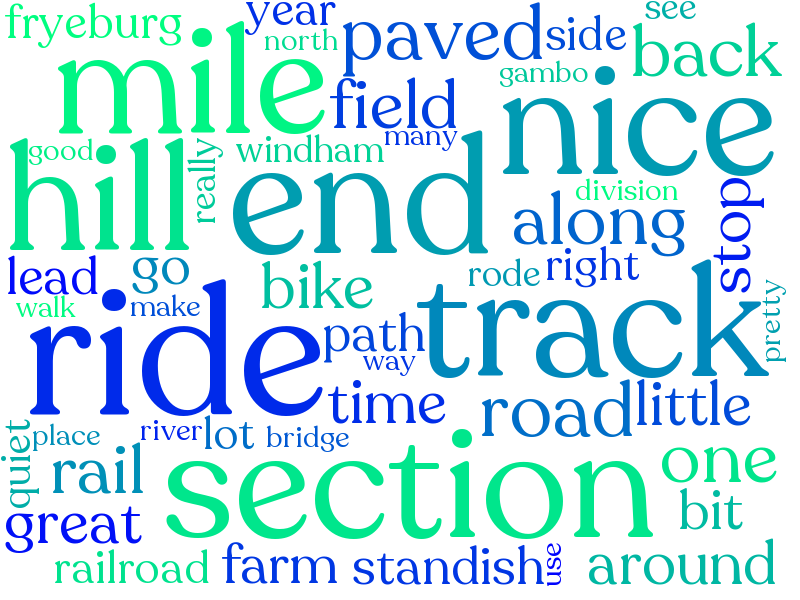 fryeburg
year
north
see
mile
paved
side
back
gambo
nice
field
many
good
hill
really
windham
end
division
along
stop
lead
go
bike
rode
right
walk
make
ride
path
way
track
pretty
time
road
little
quiet
place
river
lot
bridge
rail
section
one
great
bit
railroad
farm
standish
use
around